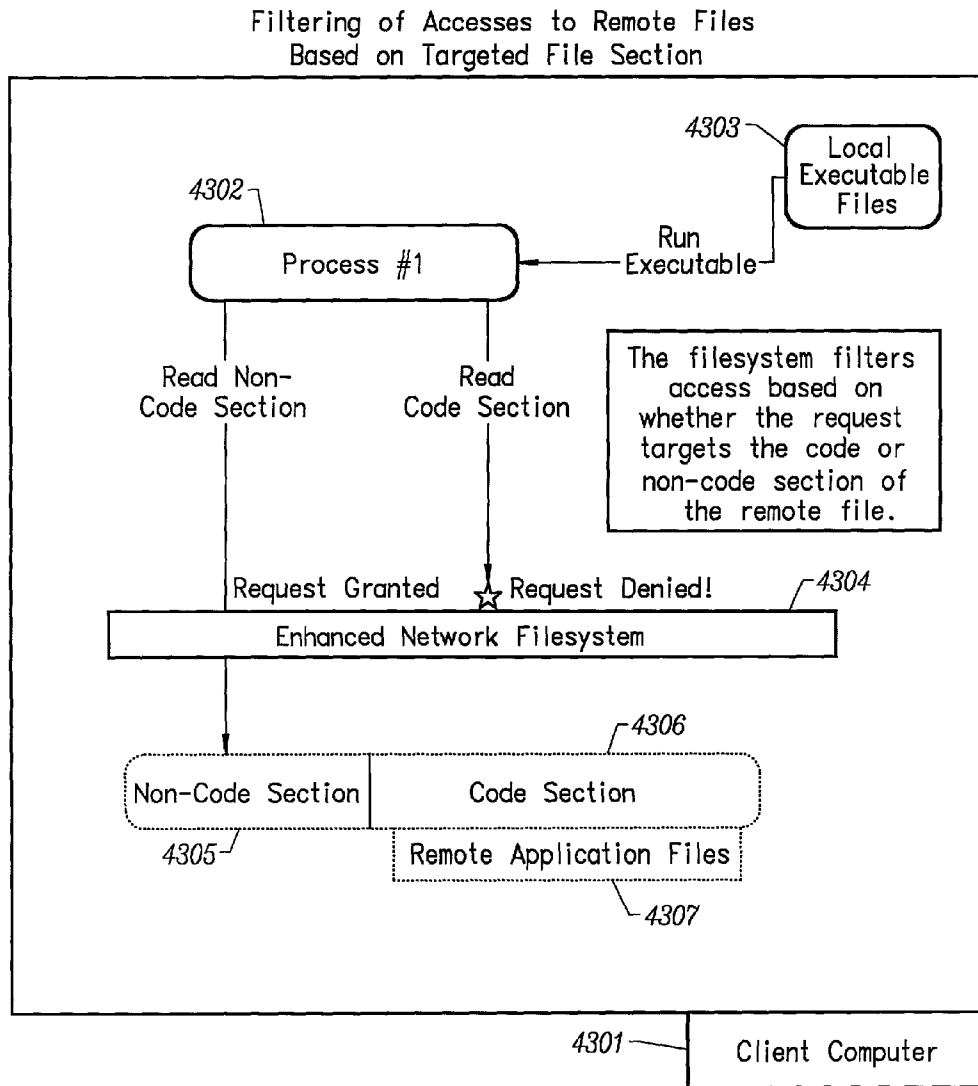 Filtering of Accesses to Remote Files
Based on Targeted File Section
4303
Local
Executable
Files
4302
Process #1
Run
Executable
Read Non-
Code Section
Read
Code Section
The filesystem filters
access based on
whether the request
targets the code or
non-code section of
the remote file.
Request Granted
Request Denied!
4304
Enhanced Network Filesystem
4306
Non-Code Section
Code Section
4305
Remote Application Files
4307
4301
Client Computer